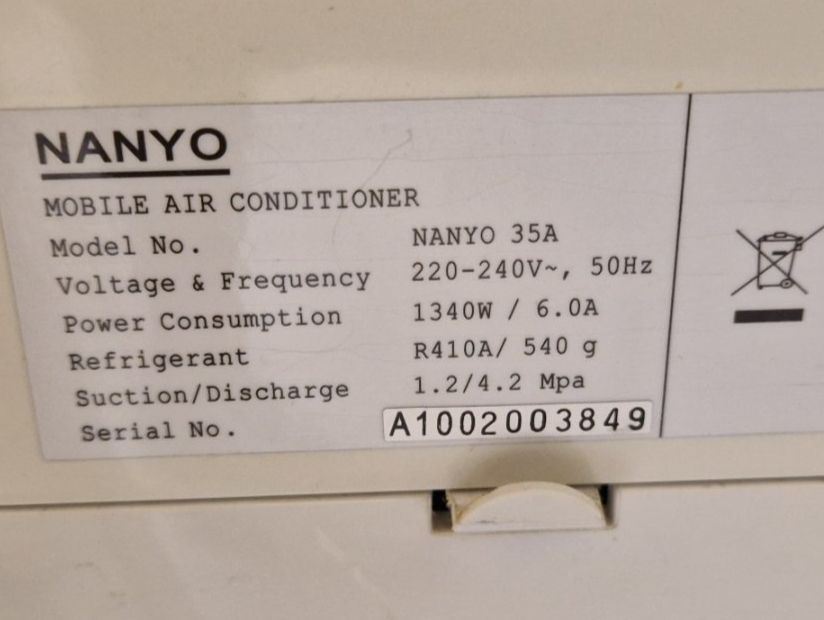 NANYO
MOBILE AIR CONDITIONER
Model No. NANYO 35A
Voltage & Frequency 220-240V~, 50Hz
Power Consumption 1340W / 6.0A
Refrigerant R410A/ 540 g
Suction/Discharge 1.2/4.2 Mpa
Serial No. A1002003849